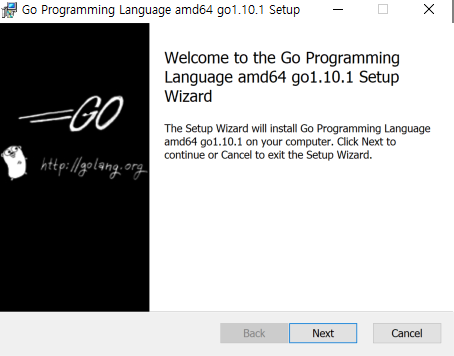 Go Programming Language amd64 go1.10.1 Setup
Welcome to the Go Programming
Language amd64 go1.10.1 Setup
Wizard
The Setup Wizard will install Go Programming Language
amd64 go1.10.1 on your computer. Click Next to
continue or Cancel to exit the Setup Wizard.
GO
http://golang.org
Back
Next
Cancel